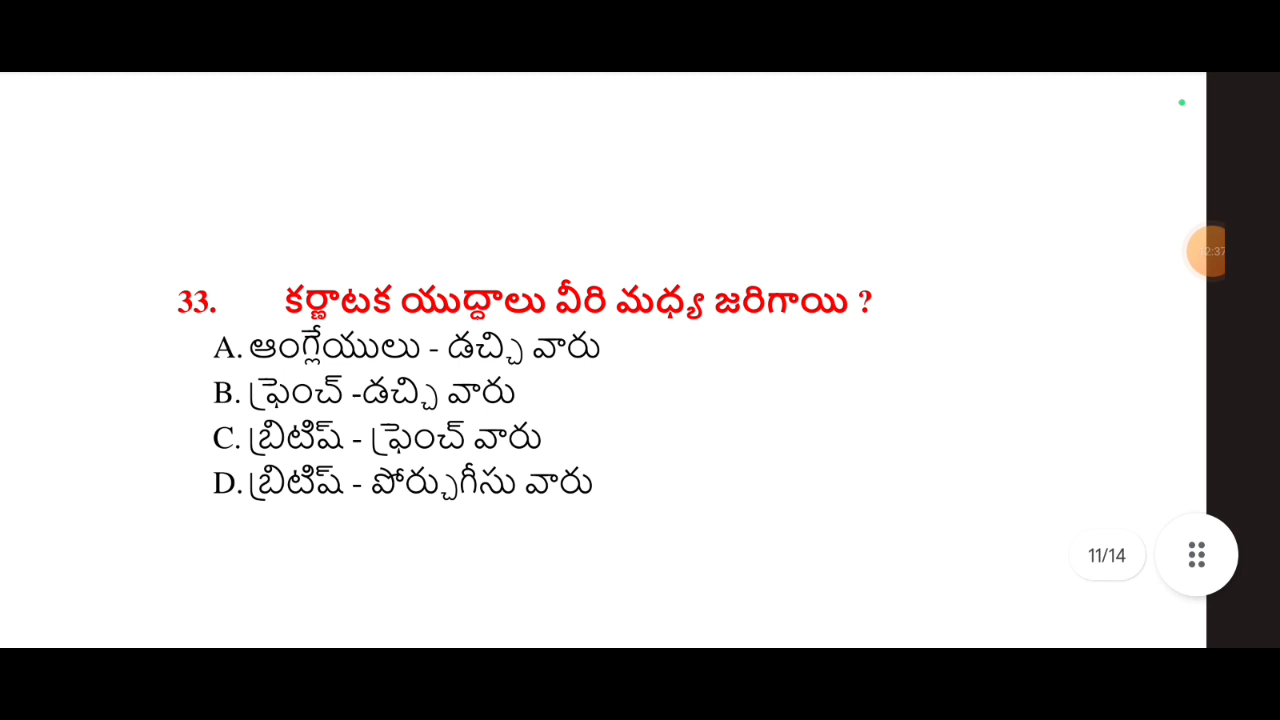 33. కర్ణాటక యుద్దాలు వీరి మధ్య జరిగాయి ?
A. ఆంగ్లేయులు - డచ్చి వారు
B. ఫ్రెంచ్ -డచ్చి వారు
C. బ్రిటిష్ - ఫ్రెంచ్ వారు
D. బ్రిటిష్ - పోర్చుగీసు వారు
11/14